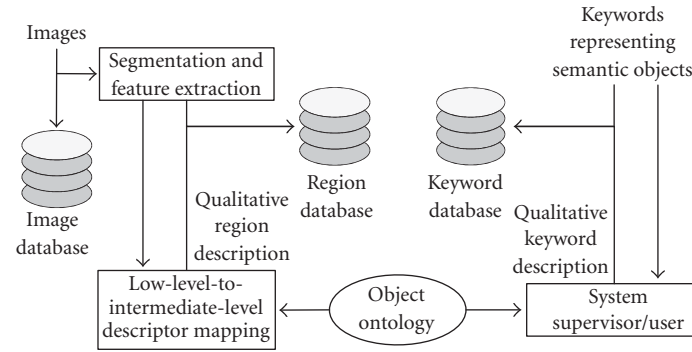 Images
Segmentation and
feature extraction
Keywords
representing
semantic objects
Image
database
Region
database
Keyword
database
Qualitative
region
description
Qualitative
keyword
description
Low-level-to-
intermediate-level
descriptor mapping
Object
ontology
System
supervisor/user